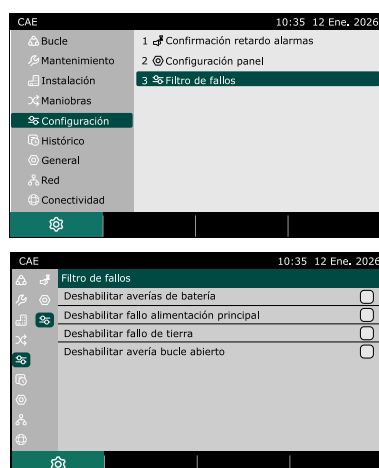 CAE 10:35 12 Ene. 2026
Bucle
Mantenimiento
Instalación
Maniobras
Configuración
Histórico
General
Red
Conectividad
1 Confirmación retardo alarmas
2 Configuración panel
3 Filtro de fallos
CAE 10:35 12 Ene. 2026
Filtro de fallos
Deshabilitar averías de batería
Deshabilitar fallo alimentación principal
Deshabilitar fallo de tierra
Deshabilitar avería bucle abierto